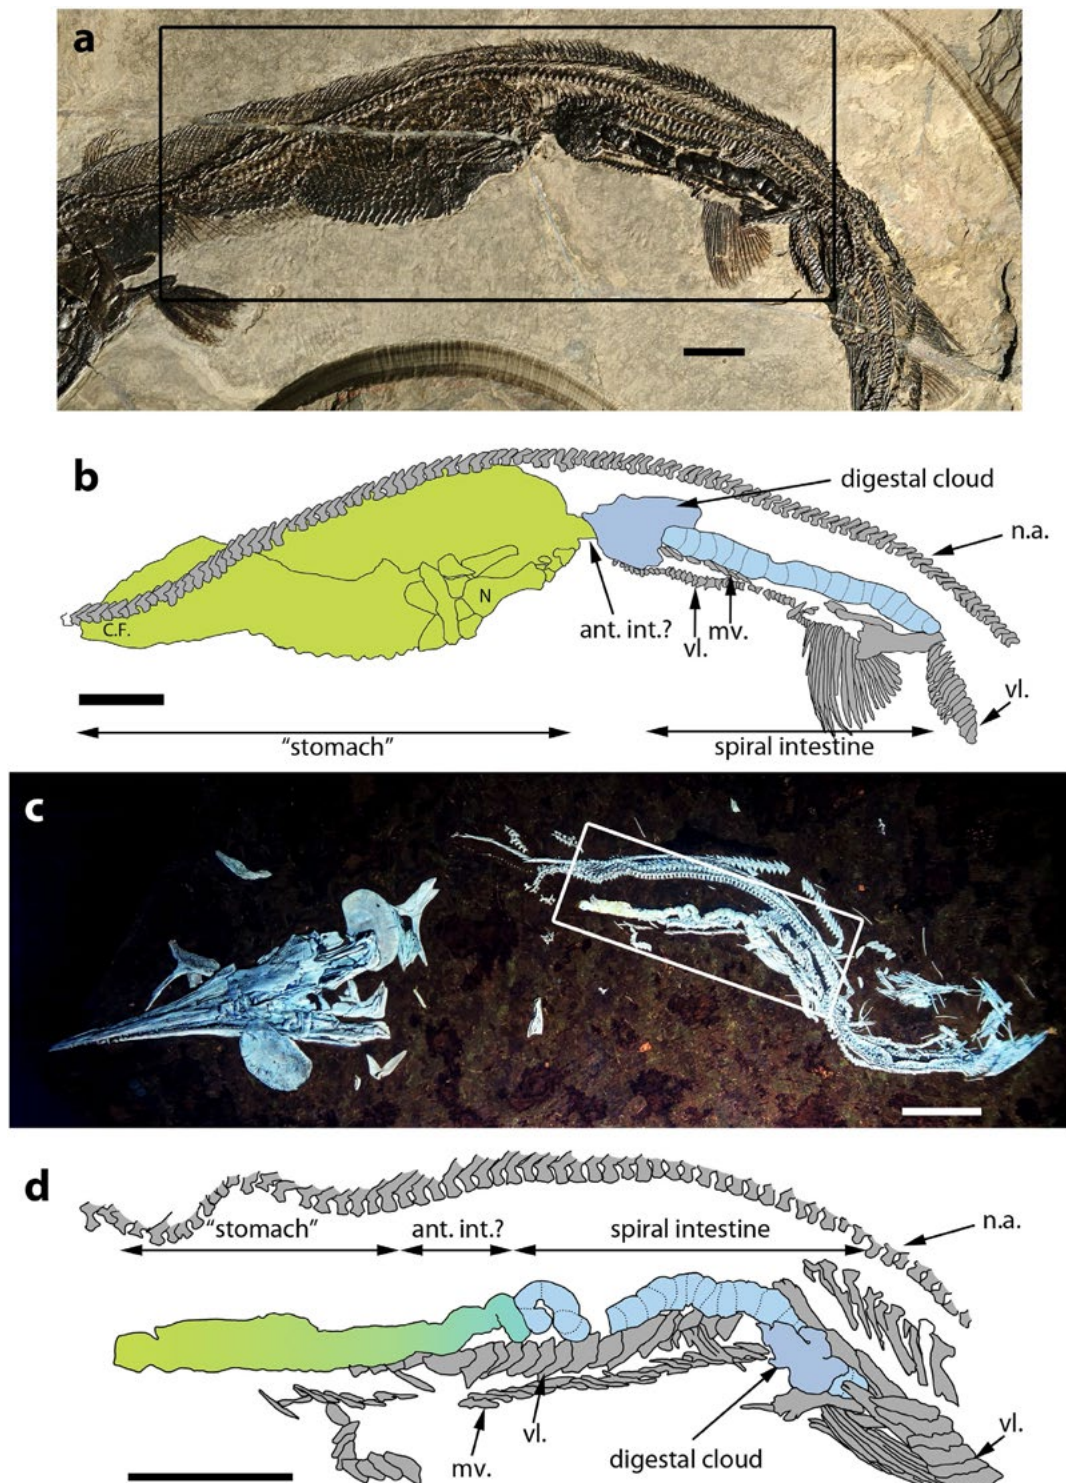 a
b
digestal cloud
n.a.
C.F.
N
ant. int.?
vl.
mv.
vl.
"stomach"
spiral intestine
c
d
"stomach"
ant. int.?
spiral intestine
n.a.
vl.
mv.
digestal cloud
vl.